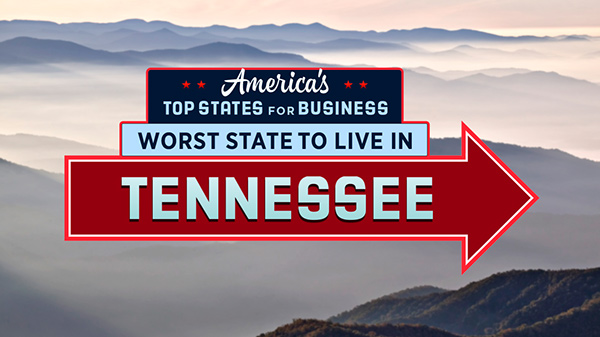 America's
TOP STATES FOR BUSINESS
WORST STATE TO LIVE IN
TENNESSEE